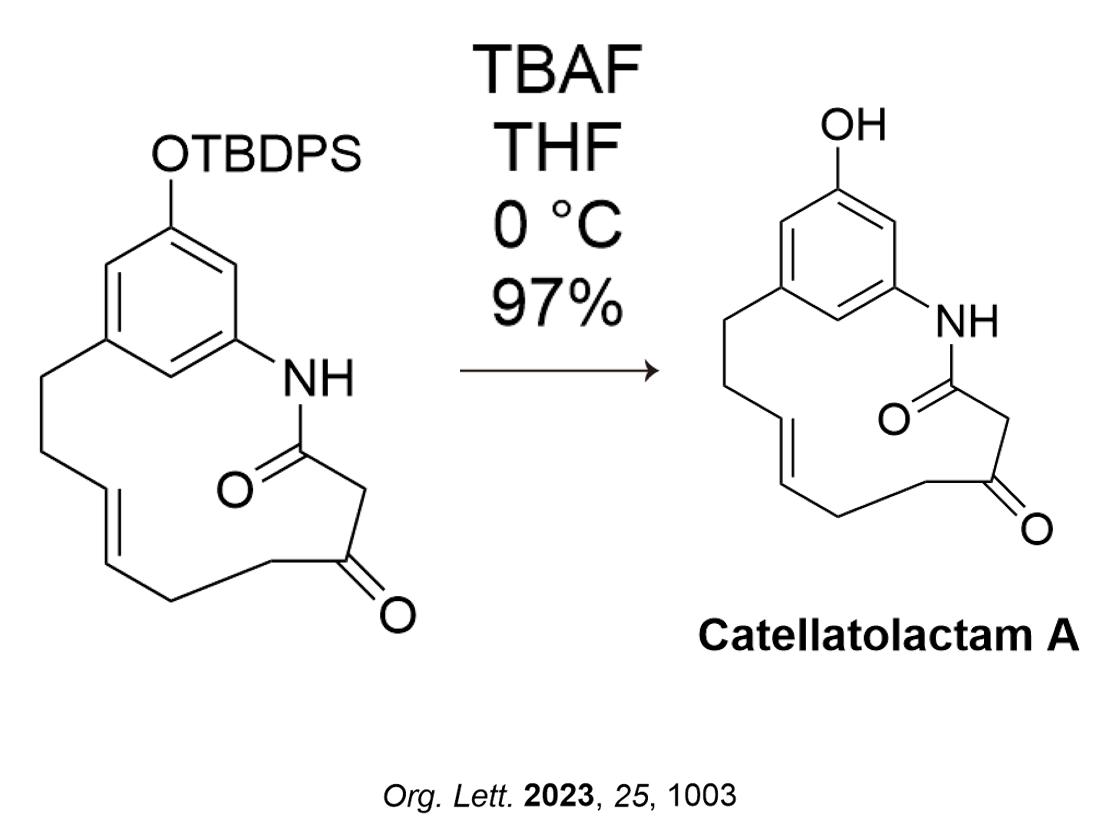 TBAF
THF
0 °C
97%
OTBDPS
NH
O
O
OH
NH
O
O
Catellatolactam A
Org. Lett. 2023, 25, 1003